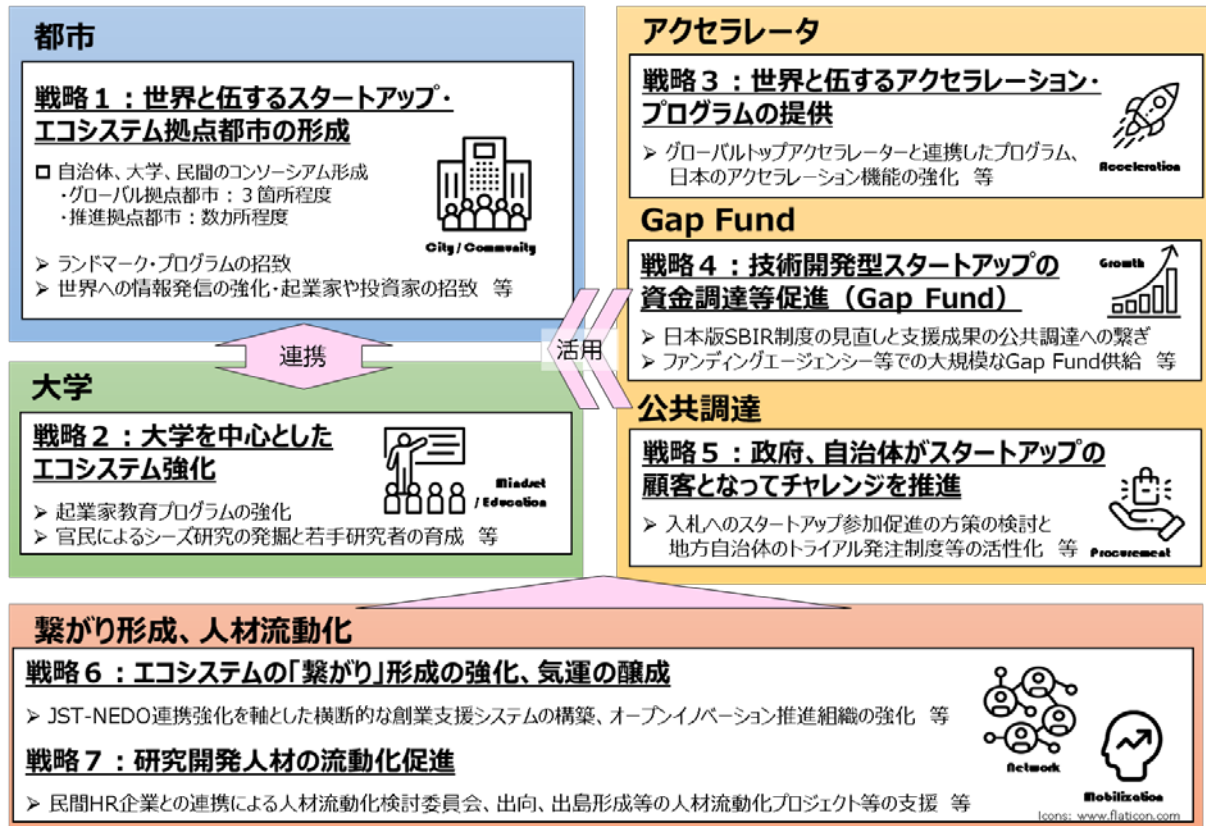 都市
戦略1：世界と伍するスタートアップ・
エコシステム拠点都市の形成
自治体、大学、民間のコンソーシアム形成
・グローバル拠点都市：3箇所程度
・推進拠点都市：数カ所程度
City / Community
➢ ランドマーク・プログラムの招致
➢ 世界への情報発信の強化・起業家や投資家の招致 等
連携
大学
戦略2：大学を中心とした
エコシステム強化
Mindset
/ Education
➢ 起業家教育プログラムの強化
➢ 官民によるシーズ研究の発掘と若手研究者の育成 等
活用
アクセラレータ
戦略3：世界と伍するアクセラレーション・
プログラムの提供
➢ グローバルトップアクセラレーターと連携したプログラム、
日本のアクセラレーション機能の強化 等
Acceleration
Gap Fund
戦略4：技術開発型スタートアップの
資金調達等促進（Gap Fund）
Growth
➢ 日本版SBIR制度の見直しと支援成果の公共調達への繋ぎ
➢ ファンディングエージェンシー等での大規模なGap Fund供給 等
公共調達
戦略5：政府、自治体がスタートアップの
顧客となってチャレンジを推進
➢ 入札へのスタートアップ参加促進の方策の検討と
地方自治体のトライアル発注制度等の活性化 等
Procurement
繋がり形成、人材流動化
戦略6：エコシステムの「繋がり」形成の強化、気運の醸成
➢ JST-NEDO連携強化を軸とした横断的な創業支援システムの構築、オープンイノベーション推進組織の強化 等
Network
戦略7：研究開発人材の流動化促進
➢ 民間HR企業との連携による人材流動化検討委員会、出向、出島形成等の人材流動化プロジェクト等の支援 等
Mobilization
Icons: www.flaticon.com